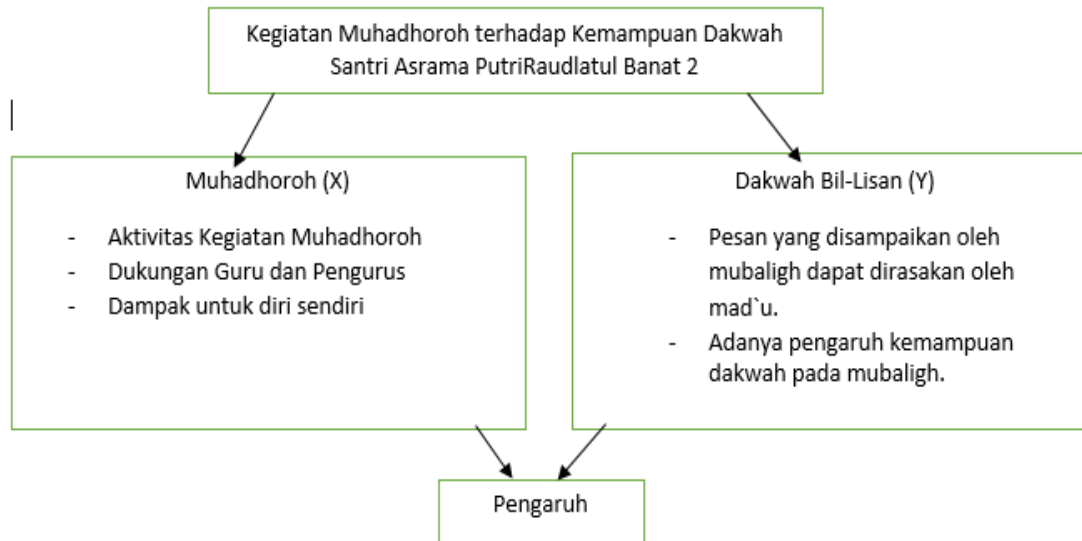 Kegiatan Muhadhoroh terhadap Kemampuan Dakwah
Santri Asrama PutriRaudlatul Banat 2
Muhadhoroh (X)
- Aktivitas Kegiatan Muhadhoroh
- Dukungan Guru dan Pengurus
- Dampak untuk diri sendiri
Dakwah Bil-Lisan (Y)
- Pesan yang disampaikan oleh
mubaligh dapat dirasakan oleh
mad`u.
- Adanya pengaruh kemampuan
dakwah pada mubaligh.
Pengaruh